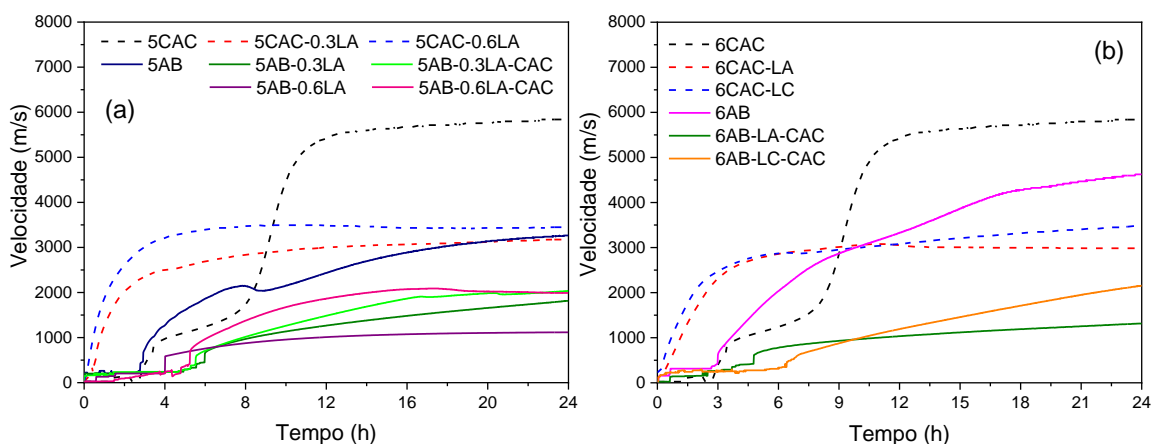 8000
7000
6000
5000
4000
3000
2000
1000
0
Velocidade (m/s)
5CAC 5CAC-0.3LA 5CAC-0.6LA
5AB 5AB-0.3LA 5AB-0.3LA-CAC
5AB-0.6LA 5AB-0.6LA-CAC
(a)
0 4 8 12 16 20 24
Tempo (h)
8000
7000
6000
5000
4000
3000
2000
1000
0
Velocidade (m/s)
6CAC
6CAC-LA
6CAC-LC
6AB
6AB-LA-CAC
6AB-LC-CAC
(b)
0 3 6 9 12 15 18 21 24
Tempo (h)